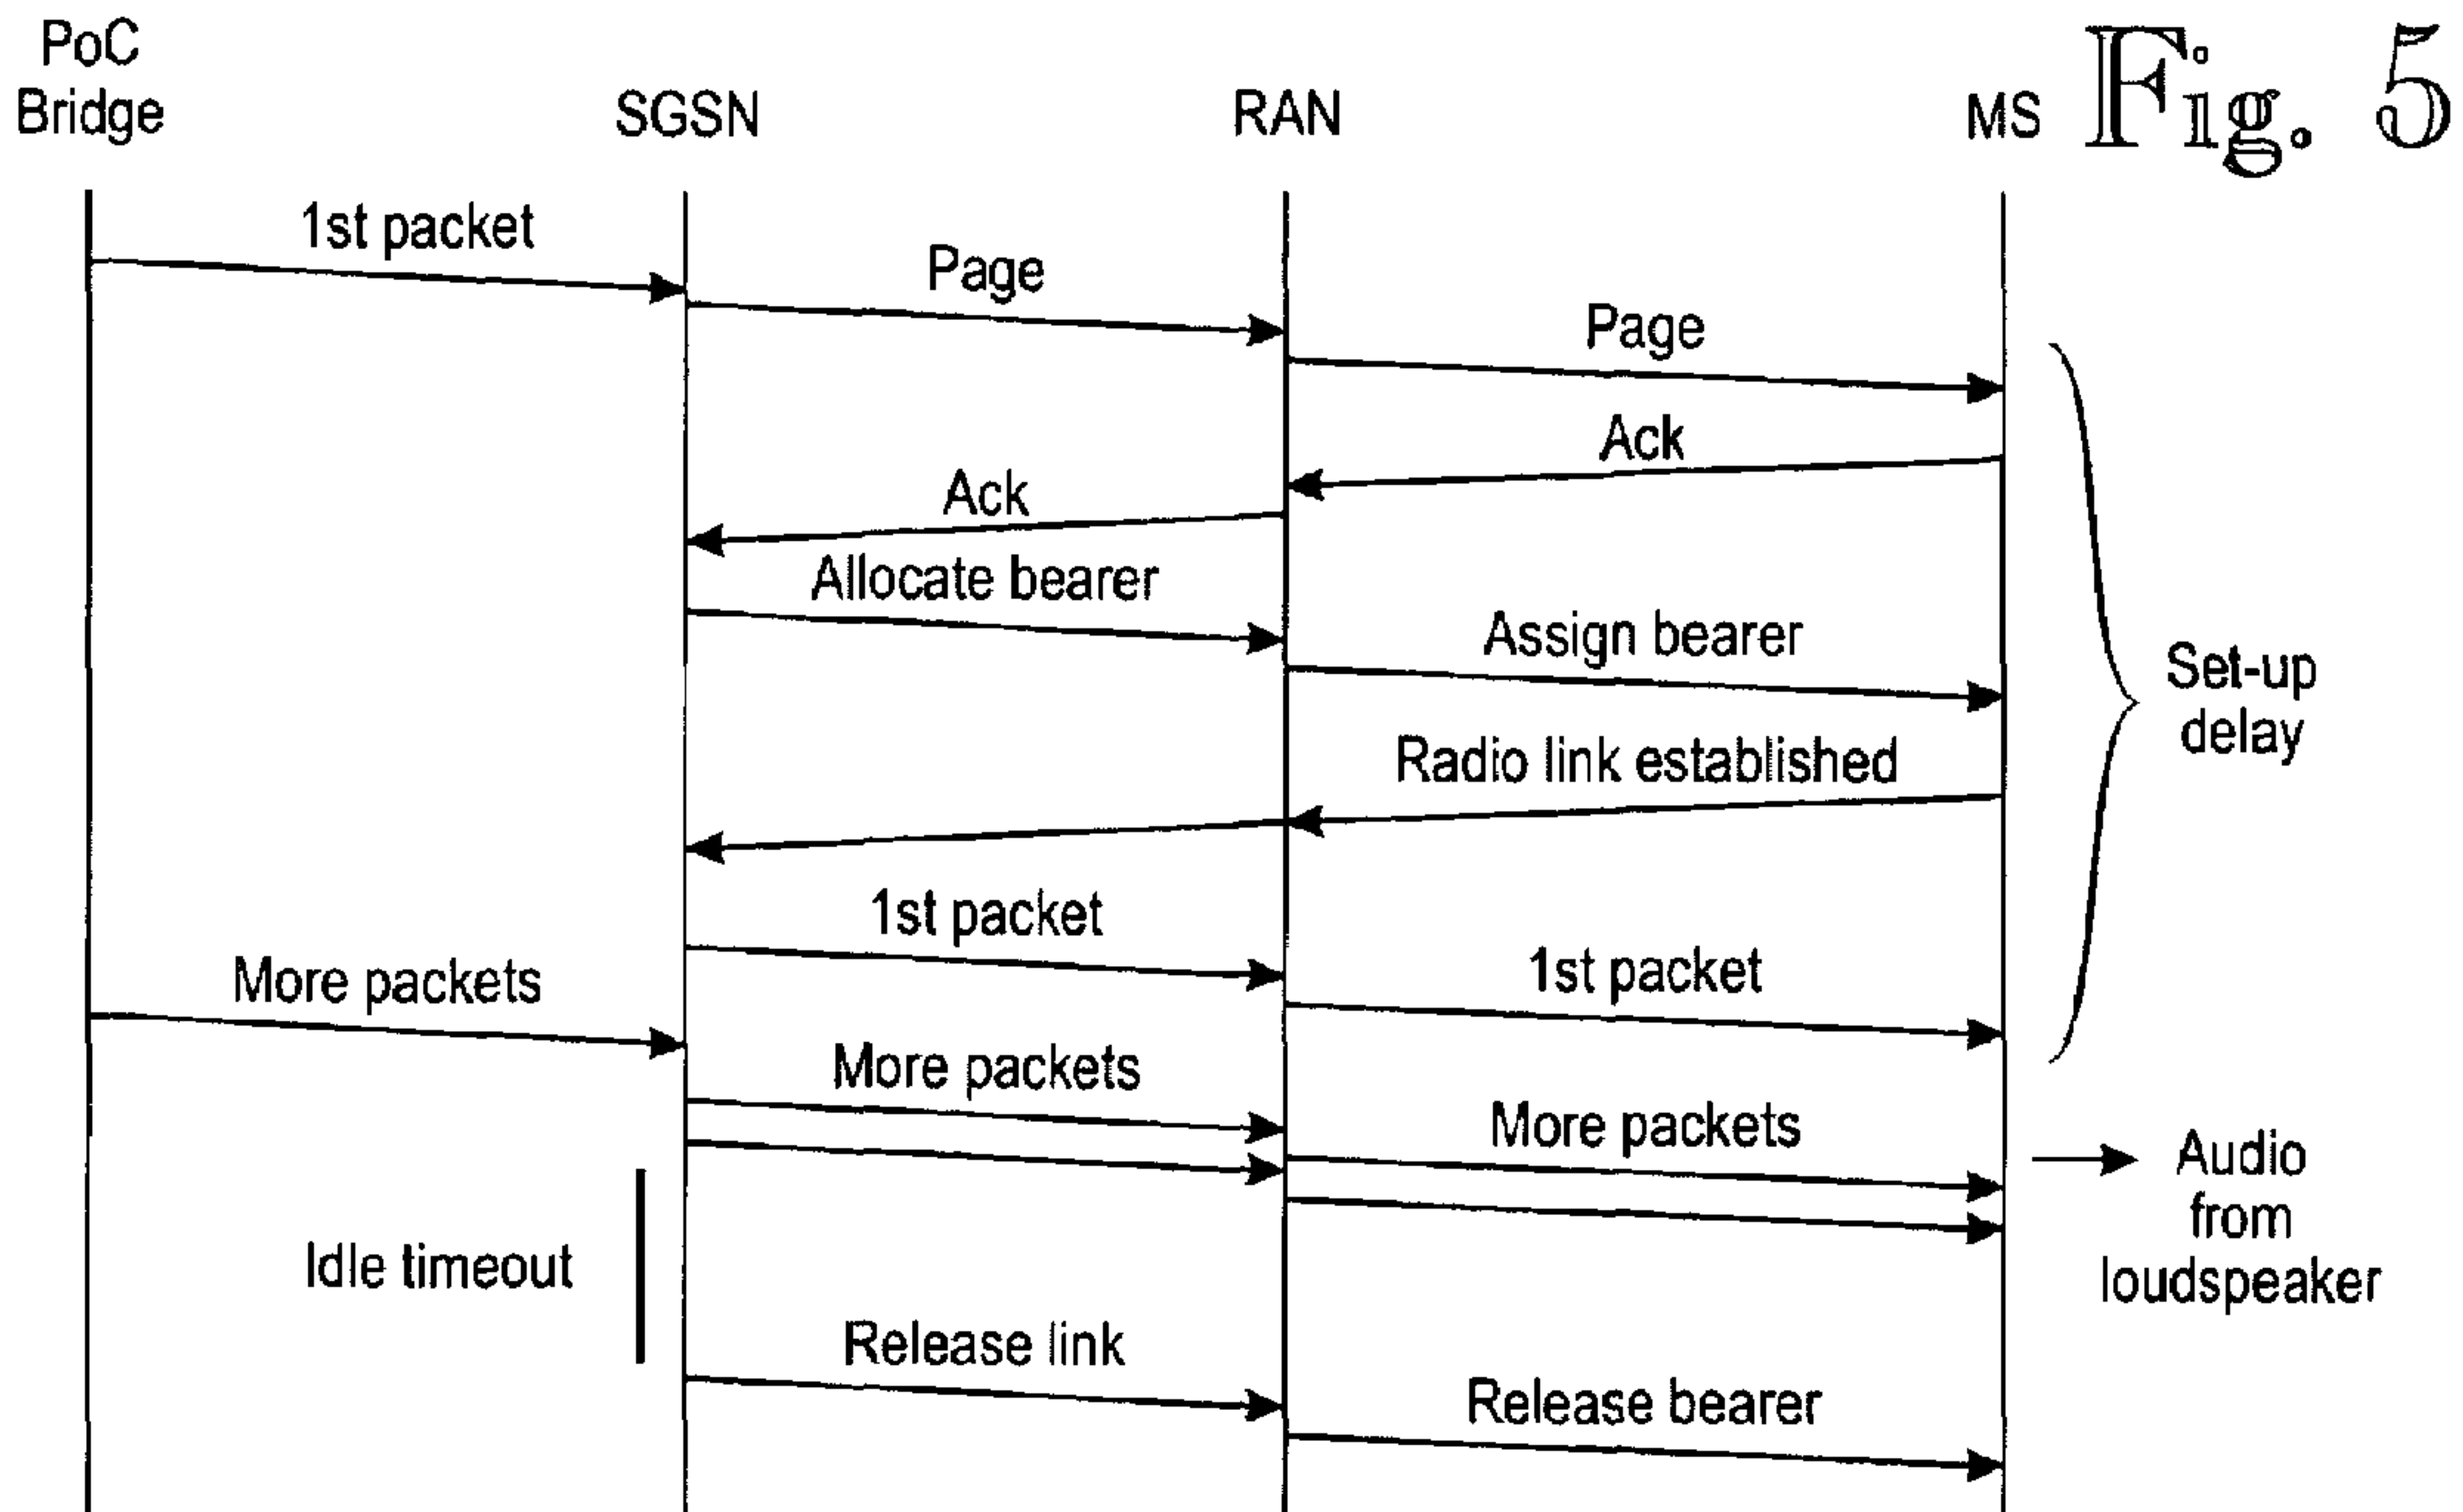 PoC
Bridge
SGSN
RAN
MS
Fig. 5
1st packet
Page
Page
Ack
Ack
Allocate bearer
Assign bearer
Set-up
delay
Radio link established
1st packet
1st packet
More packets
More packets
More packets
Audio
from
loudspeaker
Idle timeout
Release link
Release bearer